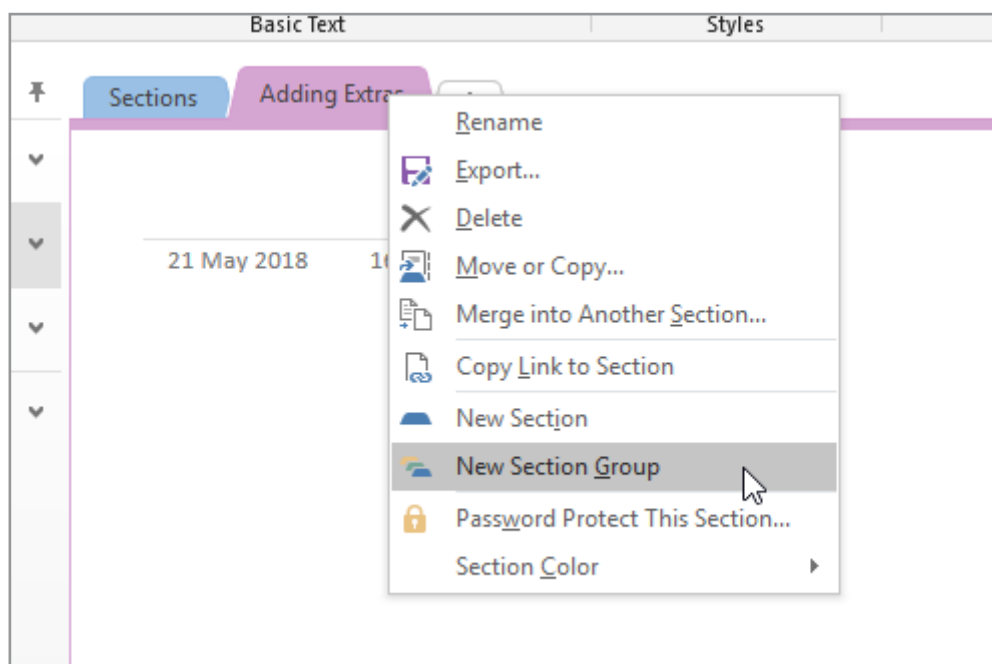 Basic Text
Styles
Sections
Adding Extras
Rename
Export...
Delete
21 May 2018
Move or Copy...
Merge into Another Section...
Copy Link to Section
New Section
New Section Group
Password Protect This Section...
Section Color